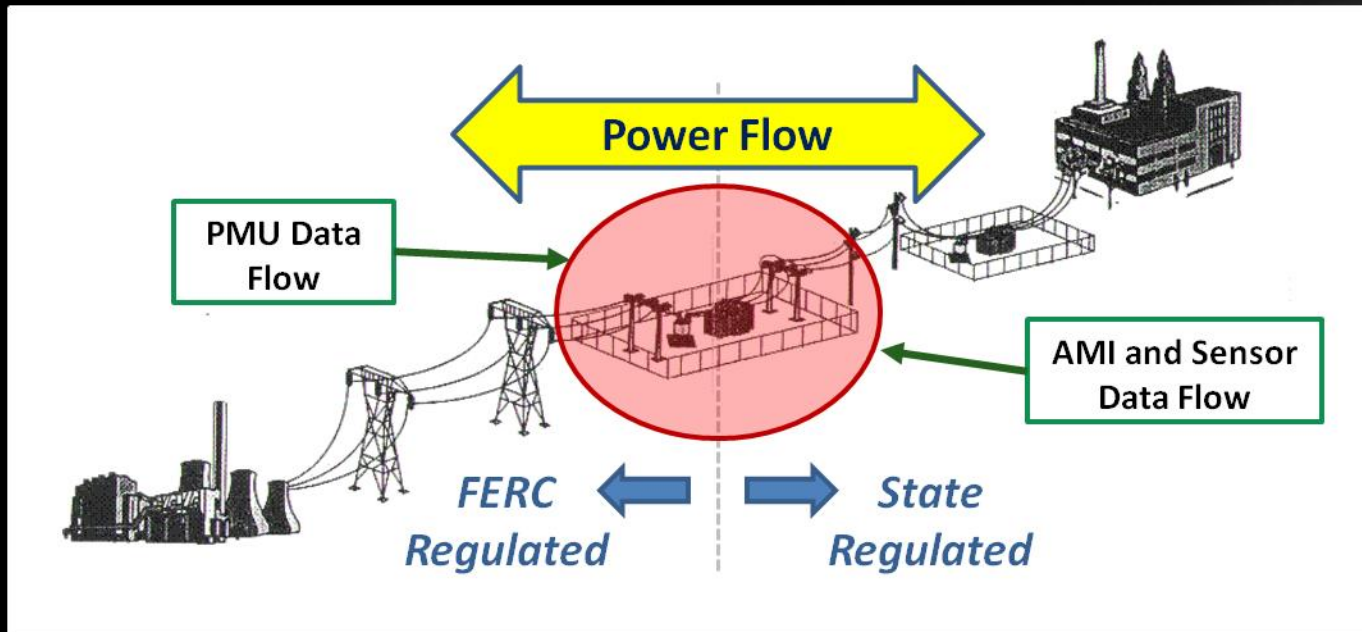 Power Flow
PMU Data
Flow
AMI and Sensor
Data Flow
FERC
Regulated
State
Regulated